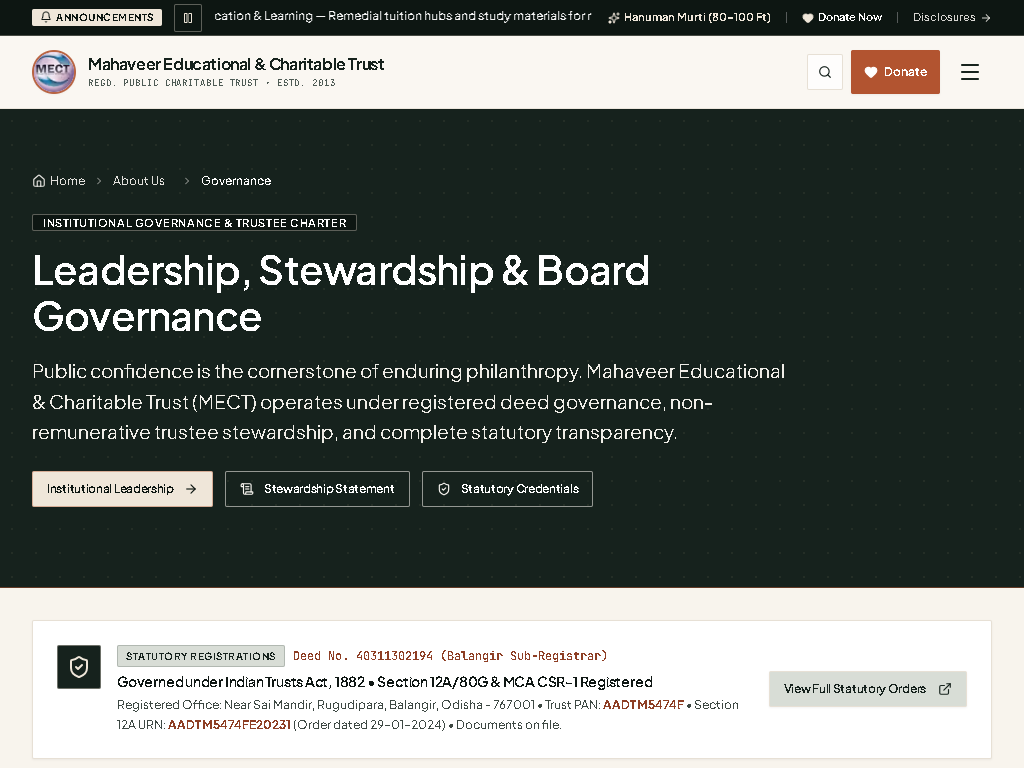 ANNOUNCEMENTS
cation & Learning — Remedial tuition hubs and study materials for r
Hanuman Murti (80–100 Ft)
Donate Now
Disclosures
MECT
Mahaveer Educational & Charitable Trust
REGD. PUBLIC CHARITABLE TRUST • ESTD. 2013
Donate
Home
About Us
Governance
INSTITUTIONAL GOVERNANCE & TRUSTEE CHARTER
Leadership, Stewardship & Board
Governance
Public confidence is the cornerstone of enduring philanthropy. Mahaveer Educational
& Charitable Trust (MECT) operates under registered deed governance, non-
remunerative trustee stewardship, and complete statutory transparency.
Institutional Leadership
Stewardship Statement
Statutory Credentials
STATUTORY REGISTRATIONS
Deed No. 40311302194 (Balangir Sub-Registrar)
Governed under Indian Trusts Act, 1882 • Section 12A/80G & MCA CSR-1 Registered
Registered Office: Near Sai Mandir, Rugudipara, Balangir, Odisha - 767001 • Trust PAN: AADTM5474F • Section
12A URN: AADTM5474FE20231 (Order dated 29-01-2024) • Documents on file.
View Full Statutory Orders